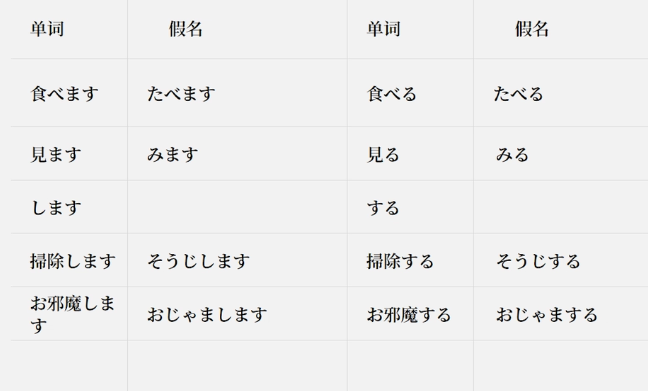 单词 假名 单词 假名
食べます たべます 食べる たべる
見ます みます 見る みる
します する
掃除します そうじします 掃除する そうじする
お邪魔しま
す おじゃまします お邪魔する おじゃまする